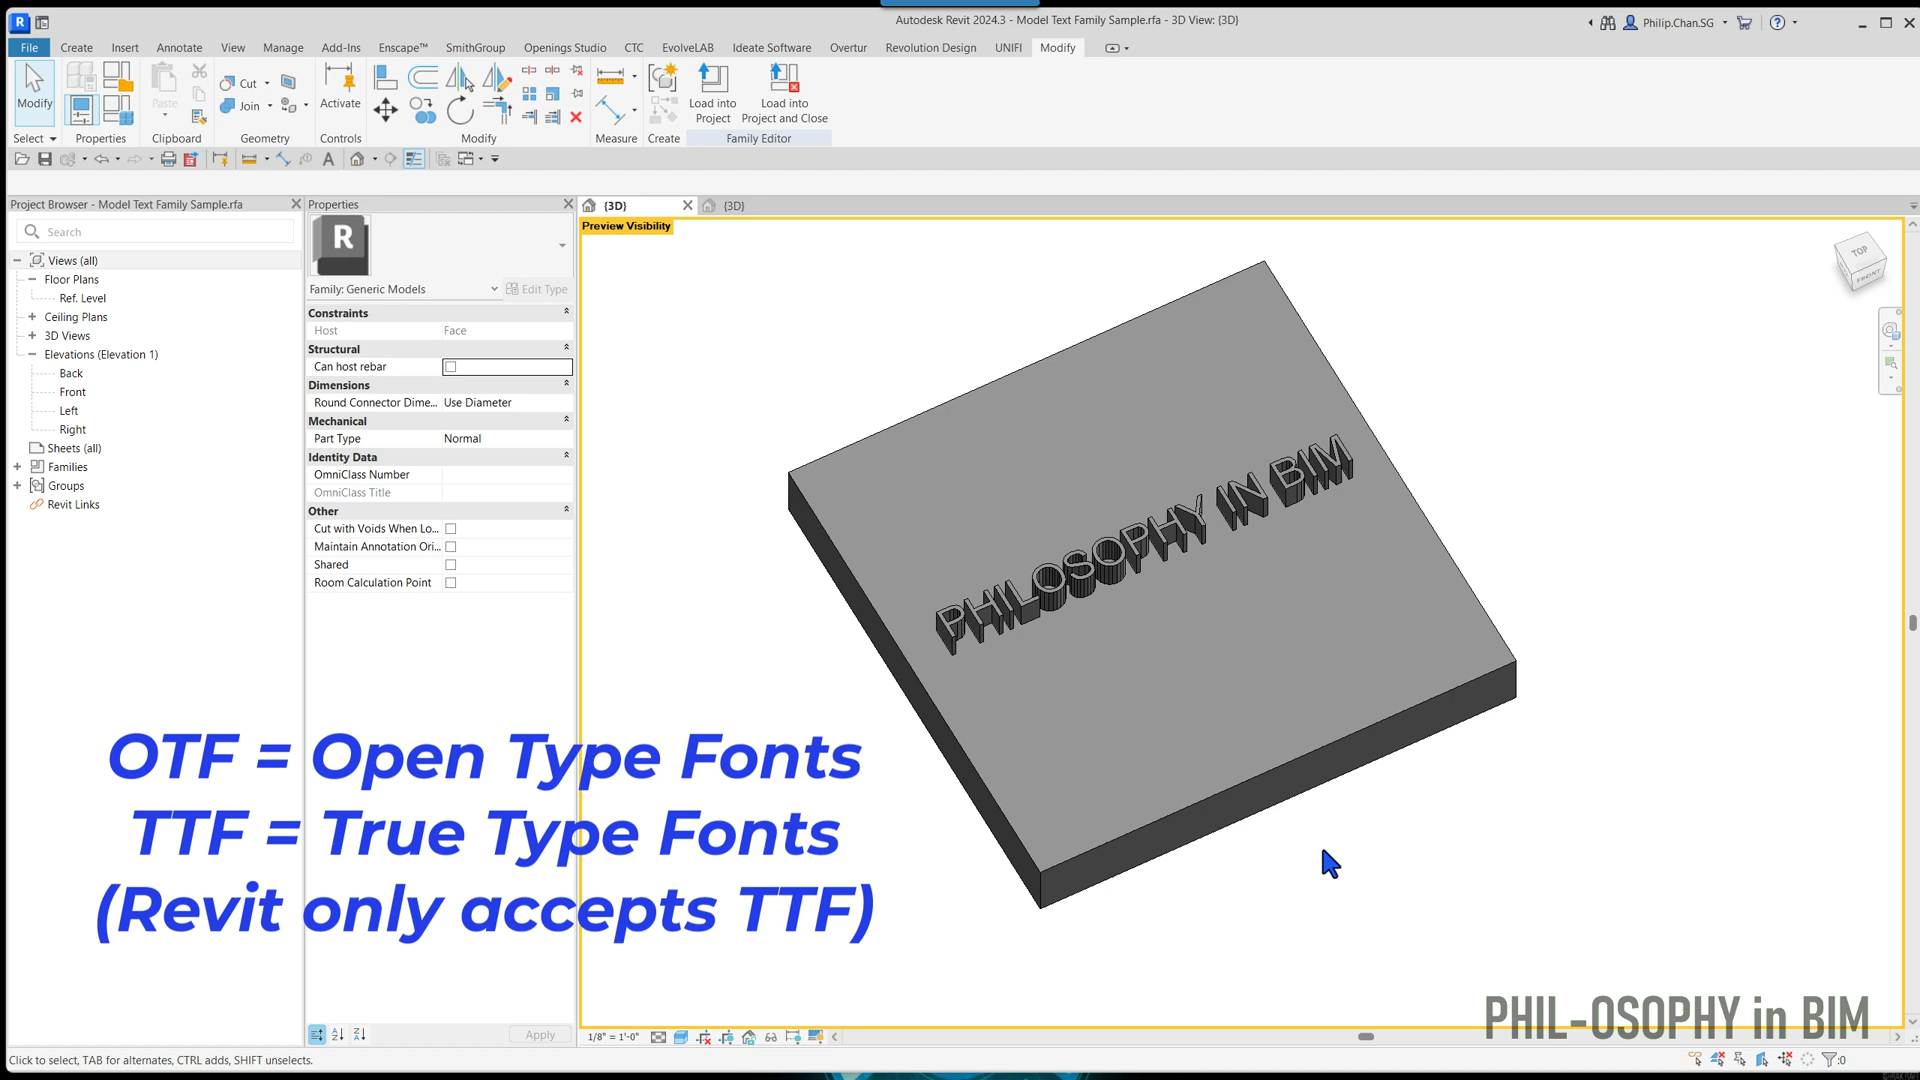 Autodesk Revit 2024.3 - Model Text Family Sample.rfa - 3D View: {3D}
Philip.Chan.SG
File Create Insert Annotate View Manage Add-Ins Enscape™ SmithGroup Openings Studio CTC EvolveLAB Ideate Software Overtur Revolution Design UNIFI Modify
Modify
Paste
Cut
Join
Activate
Load into Project
Load into Project and Close
Select Properties Clipboard Geometry Controls Modify Measure Create Family Editor
Project Browser - Model Text Family Sample.rfa
Search
Views (all)
Floor Plans
Ref. Level
Ceiling Plans
3D Views
Elevations (Elevation 1)
Back
Front
Left
Right
Sheets (all)
Families
Groups
Revit Links
Properties
R
Family: Generic Models
Edit Type
Constraints
Host Face
Structural
Can host rebar
Dimensions
Round Connector Dime... Use Diameter
Mechanical
Part Type Normal
Identity Data
OmniClass Number
OmniClass Title
Other
Cut with Voids When Lo...
Maintain Annotation Ori...
Shared
Room Calculation Point
Apply
{3D} {3D}
Preview Visibility
TOP
FRONT
PHILOSOPHY IN BIM
OTF = Open Type Fonts
TTF = True Type Fonts
(Revit only accepts TTF)
PHIL-OSOPHY in BIM
1/8" = 1'-0"
Click to select, TAB for alternates, CTRL adds, SHIFT unselects.
:0